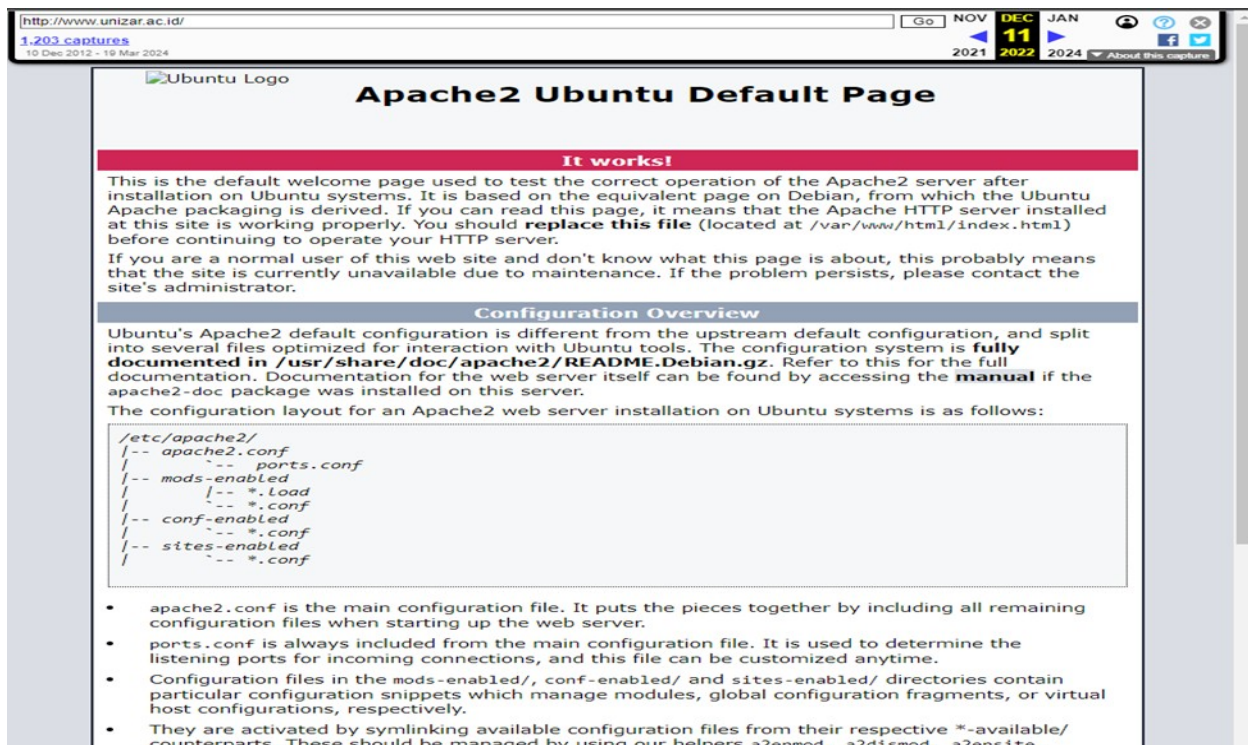 http://www.unizar.ac.id/
Go
NOV DEC JAN
1,203 captures
11
10 Dec 2012 - 19 Mar 2024
2021 2022 2024
About this capture
Ubuntu Logo
Apache2 Ubuntu Default Page
It works!
This is the default welcome page used to test the correct operation of the Apache2 server after
installation on Ubuntu systems. It is based on the equivalent page on Debian, from which the Ubuntu
Apache packaging is derived. If you can read this page, it means that the Apache HTTP server installed
at this site is working properly. You should replace this file (located at /var/www/html/index.html)
before continuing to operate your HTTP server.
If you are a normal user of this web site and don't know what this page is about, this probably means
that the site is currently unavailable due to maintenance. If the problem persists, please contact the
site's administrator.
Configuration Overview
Ubuntu's Apache2 default configuration is different from the upstream default configuration, and split
into several files optimized for interaction with Ubuntu tools. The configuration system is fully
documented in /usr/share/doc/apache2/README.Debian.gz. Refer to this for the full
documentation. Documentation for the web server itself can be found by accessing the manual if the
apache2-doc package was installed on this server.
The configuration layout for an Apache2 web server installation on Ubuntu systems is as follows:
/etc/apache2/
|-- apache2.conf
|       `--  ports.conf
|-- mods-enabled
|       |-- *.load
|       `-- *.conf
|-- conf-enabled
|       `-- *.conf
|-- sites-enabled
|       `-- *.conf
• apache2.conf is the main configuration file. It puts the pieces together by including all remaining
configuration files when starting up the web server.
• ports.conf is always included from the main configuration file. It is used to determine the
listening ports for incoming connections, and this file can be customized anytime.
• Configuration files in the mods-enabled/, conf-enabled/ and sites-enabled/ directories contain
particular configuration snippets which manage modules, global configuration fragments, or virtual
host configurations, respectively.
• They are activated by symlinking available configuration files from their respective *-available/
counterparts. These should be managed by using our helpers a2enmod, a2dismod, a2ensite,